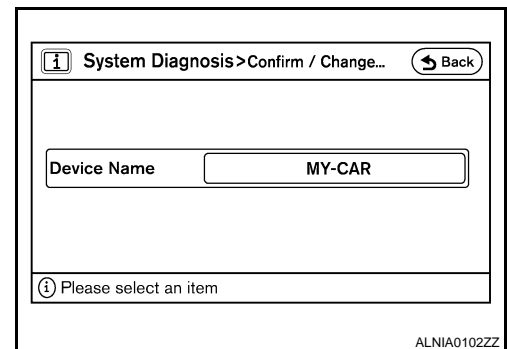 i System Diagnosis>Confirm / Change... Back
Device Name MY-CAR
i Please select an item
ALNIA0102ZZ